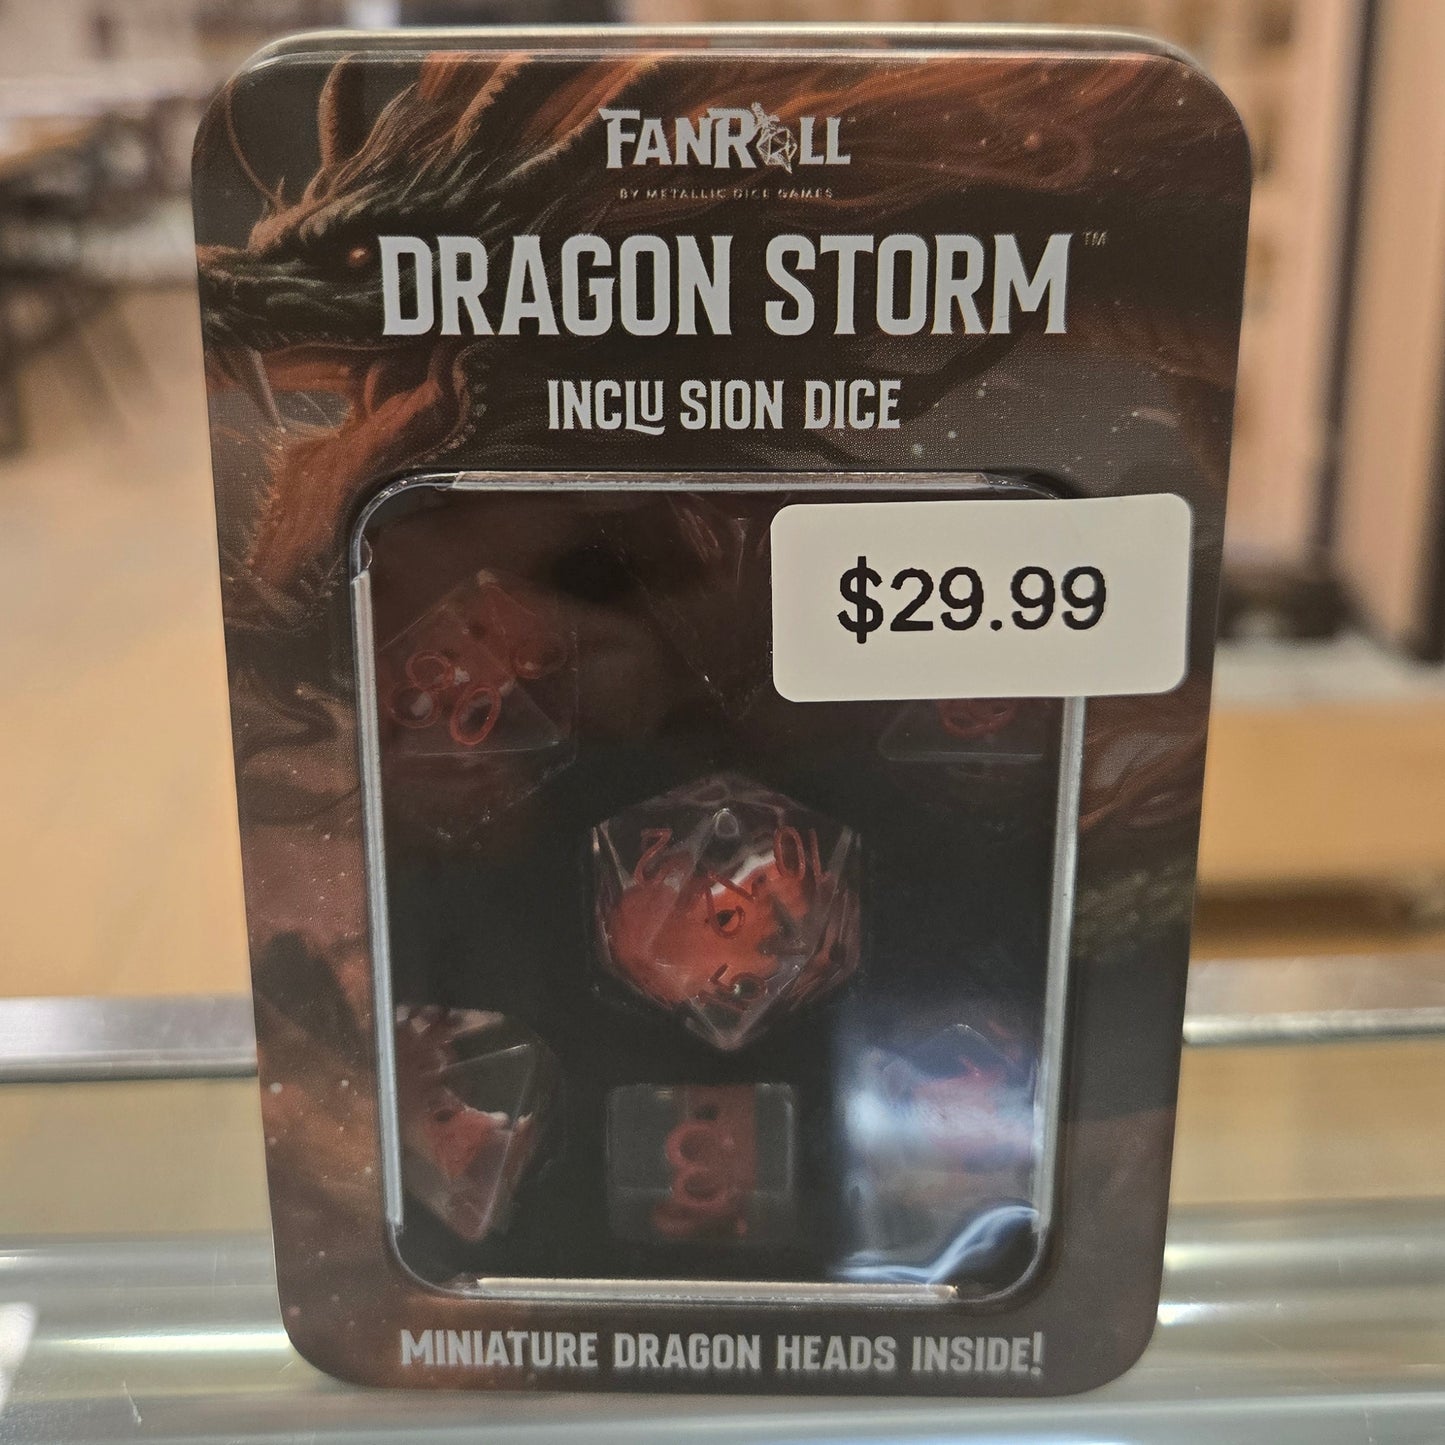 FANROLL
BY METALLIC DICE GAMES
DRAGON STORM™
INCLU SION DICE
$29.99
MINIATURE DRAGON HEADS INSIDE!